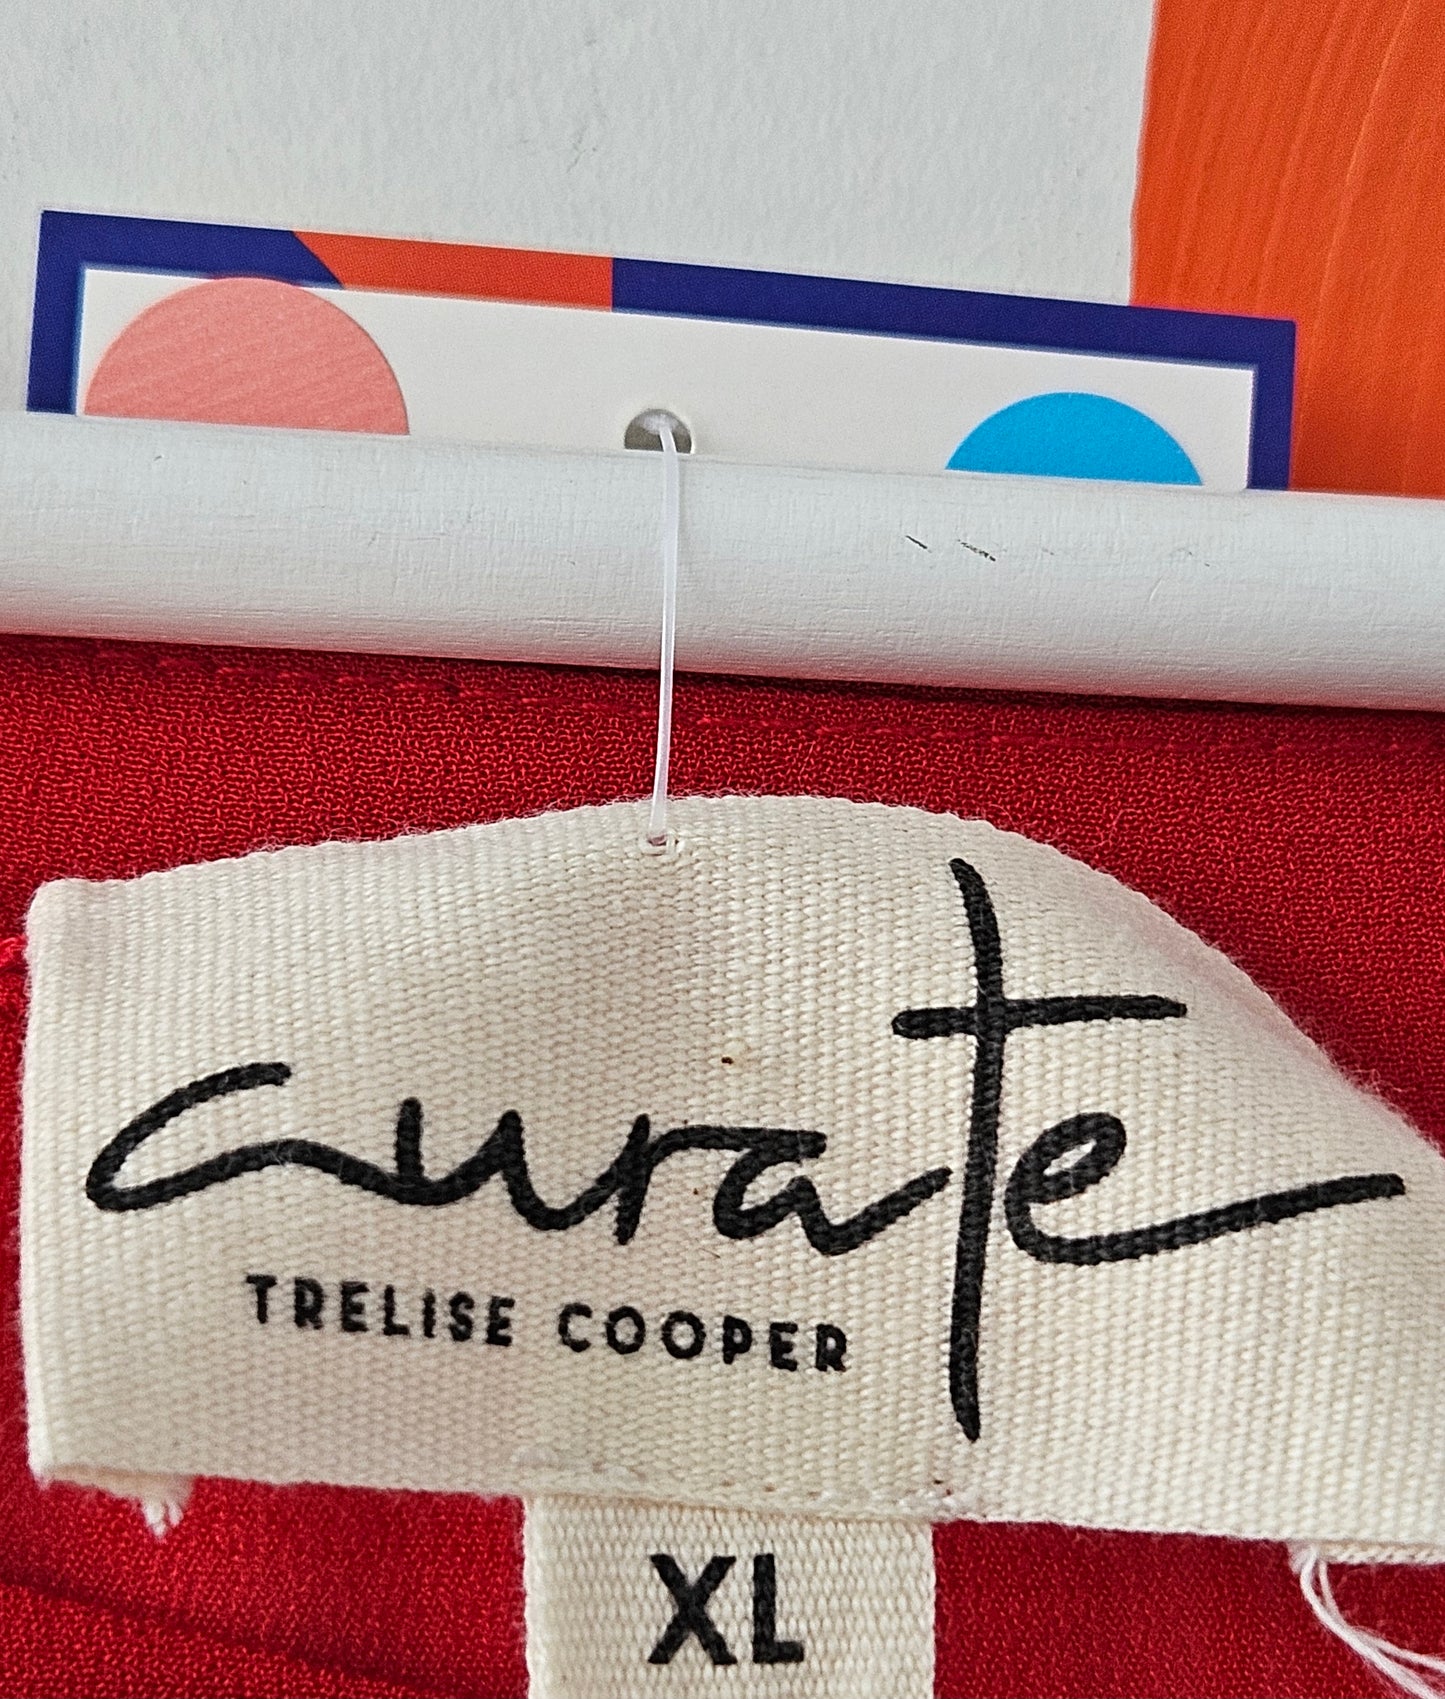 curate
TRELISE COOPER
XL